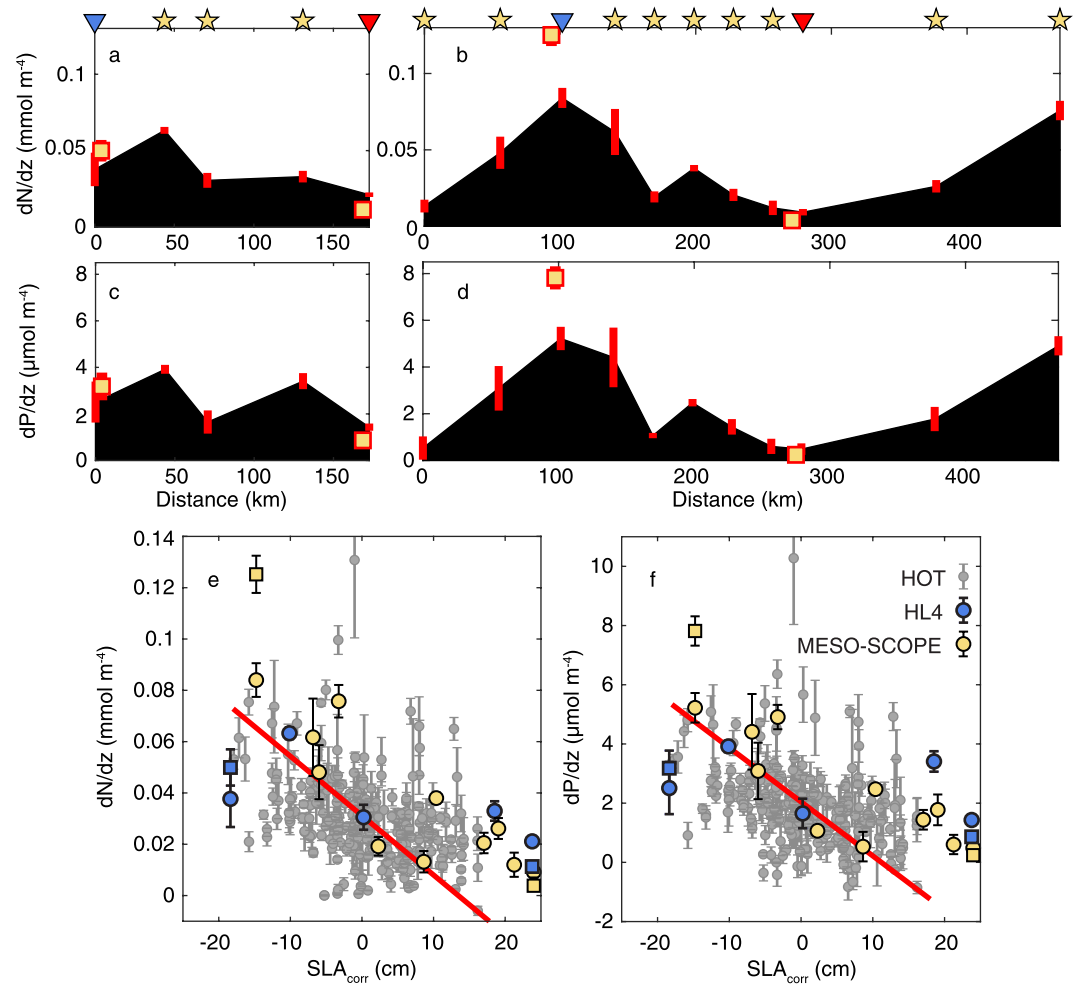 a
b
dN/dz (mmol m-4)
0.1
0.05
0
0.1
0.05
0
0 50 100 150
0 100 200 300 400
c
d
dP/dz (µmol m-4)
8
6
4
2
0
8
6
4
2
0
0 50 100 150
0 100 200 300 400
Distance (km)
Distance (km)
e
f
dN/dz (mmol m-4)
0.14
0.12
0.1
0.08
0.06
0.04
0.02
0
-20 -10 0 10 20
SLAcorr (cm)
HOT
HL4
MESO-SCOPE
dP/dz (µmol m-4)
10
8
6
4
2
0
-2
-20 -10 0 10 20
SLAcorr (cm)